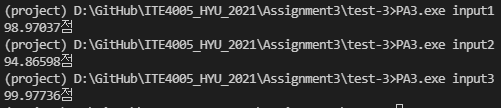 (project) D:\GitHub\ITE4005_HYU_2021\Assignment3\test-3>PA3.exe input1
98.97037점
(project) D:\GitHub\ITE4005_HYU_2021\Assignment3\test-3>PA3.exe input2
94.86598점
(project) D:\GitHub\ITE4005_HYU_2021\Assignment3\test-3>PA3.exe input3
99.97736점